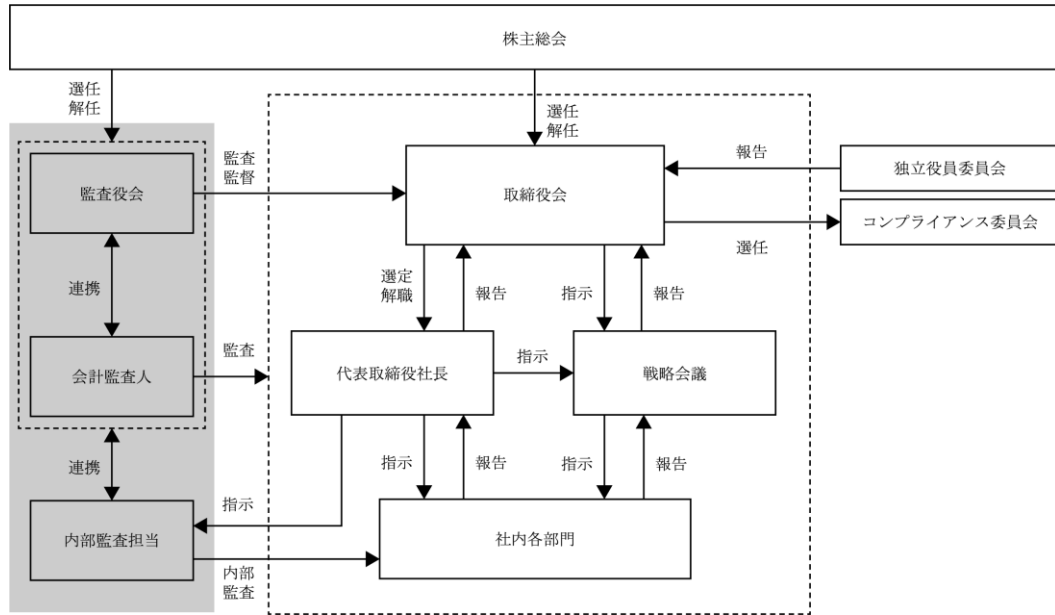 株主総会
選任
解任
選任
解任
監査役会
監査
監督
取締役会
報告
独立役員委員会
コンプライアンス委員会
選任
連携
選定
解職
報告
指示
報告
会計監査人
監査
代表取締役社長
指示
戦略会議
連携
指示
報告
指示
報告
指示
内部監査担当
社内各部門
内部
監査